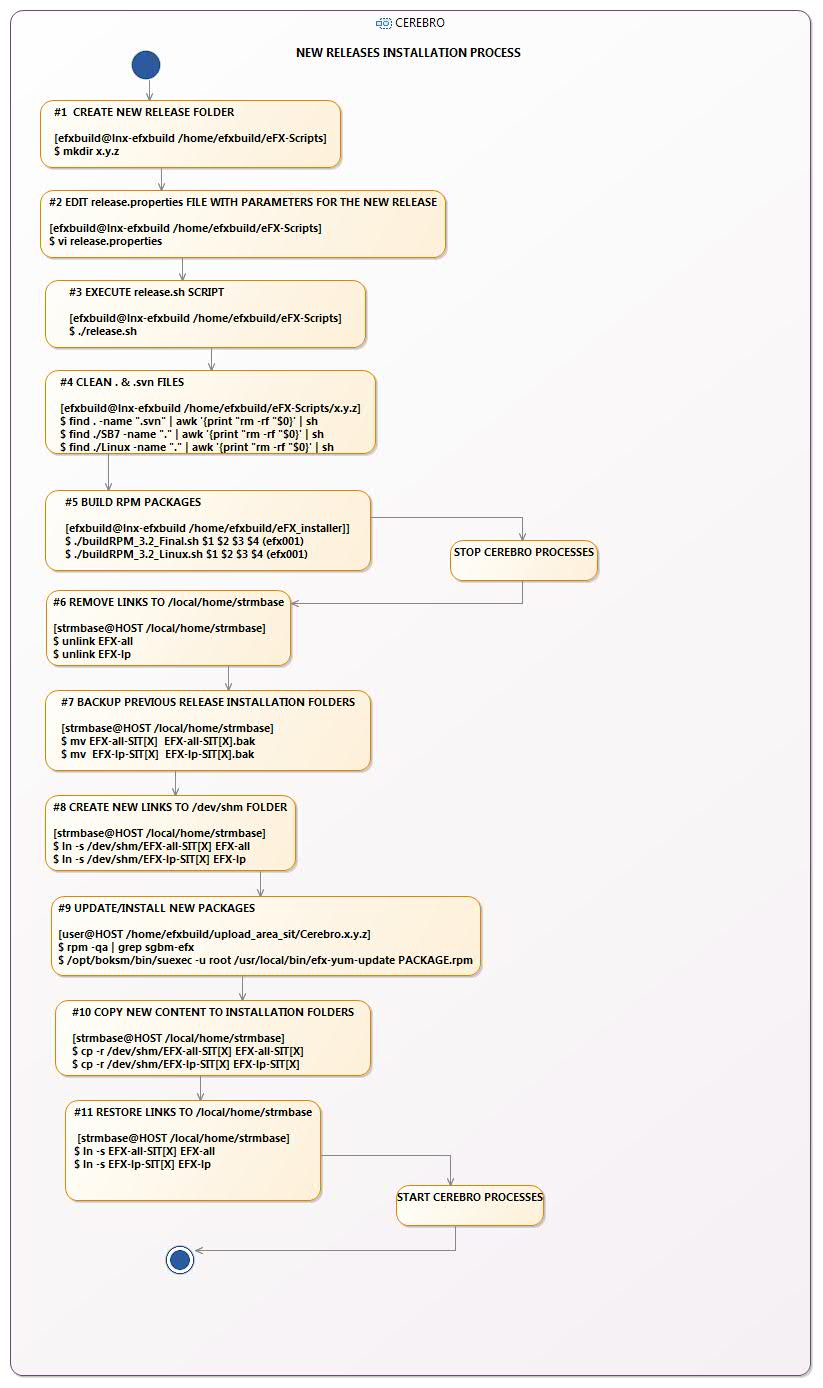 CEREBRO
NEW RELEASES INSTALLATION PROCESS
#1 CREATE NEW RELEASE FOLDER
[efxbuild@lnx-efxbuild /home/efxbuild/eFX-Scripts]
$ mkdir x.y.z
#2 EDIT release.properties FILE WITH PARAMETERS FOR THE NEW RELEASE
[efxbuild@lnx-efxbuild /home/efxbuild/eFX-Scripts]
$ vi release.properties
#3 EXECUTE release.sh SCRIPT
[efxbuild@lnx-efxbuild /home/efxbuild/eFX-Scripts]
$ ./release.sh
#4 CLEAN . & .svn FILES
[efxbuild@lnx-efxbuild /home/efxbuild/eFX-Scripts/x.y.z]
$ find . -name ".svn" | awk '{print "rm -rf "$0}' | sh
$ find ./SB7 -name "." | awk '{print "rm -rf "$0}' | sh
$ find ./Linux -name "." | awk '{print "rm -rf "$0}' | sh
#5 BUILD RPM PACKAGES
[efxbuild@lnx-efxbuild /home/efxbuild/eFX_installer]]
$ ./buildRPM_3.2_Final.sh $1 $2 $3 $4 (efx001)
$ ./buildRPM_3.2_Linux.sh $1 $2 $3 $4 (efx001)
STOP CEREBRO PROCESSES
#6 REMOVE LINKS TO /local/home/strmbase
[strmbase@HOST /local/home/strmbase]
$ unlink EFX-all
$ unlink EFX-lp
#7 BACKUP PREVIOUS RELEASE INSTALLATION FOLDERS
[strmbase@HOST /local/home/strmbase]
$ mv EFX-all-SIT[X] EFX-all-SIT[X].bak
$ mv EFX-lp-SIT[X] EFX-lp-SIT[X].bak
#8 CREATE NEW LINKS TO /dev/shm FOLDER
[strmbase@HOST /local/home/strmbase]
$ ln -s /dev/shm/EFX-all-SIT[X] EFX-all
$ ln -s /dev/shm/EFX-lp-SIT[X] EFX-lp
#9 UPDATE/INSTALL NEW PACKAGES
[user@HOST /home/efxbuild/upload_area_sit/Cerebro.x.y.z]
$ rpm -qa | grep sgbm-efx
$ /opt/boksm/bin/suexec -u root /usr/local/bin/efx-yum-update PACKAGE.rpm
#10 COPY NEW CONTENT TO INSTALLATION FOLDERS
[strmbase@HOST /local/home/strmbase]
$ cp -r /dev/shm/EFX-all-SIT[X] EFX-all-SIT[X]
$ cp -r /dev/shm/EFX-lp-SIT[X] EFX-lp-SIT[X]
#11 RESTORE LINKS TO /local/home/strmbase
[strmbase@HOST /local/home/strmbase]
$ ln -s EFX-all-SIT[X] EFX-all
$ ln -s EFX-lp-SIT[X] EFX-lp
START CEREBRO PROCESSES